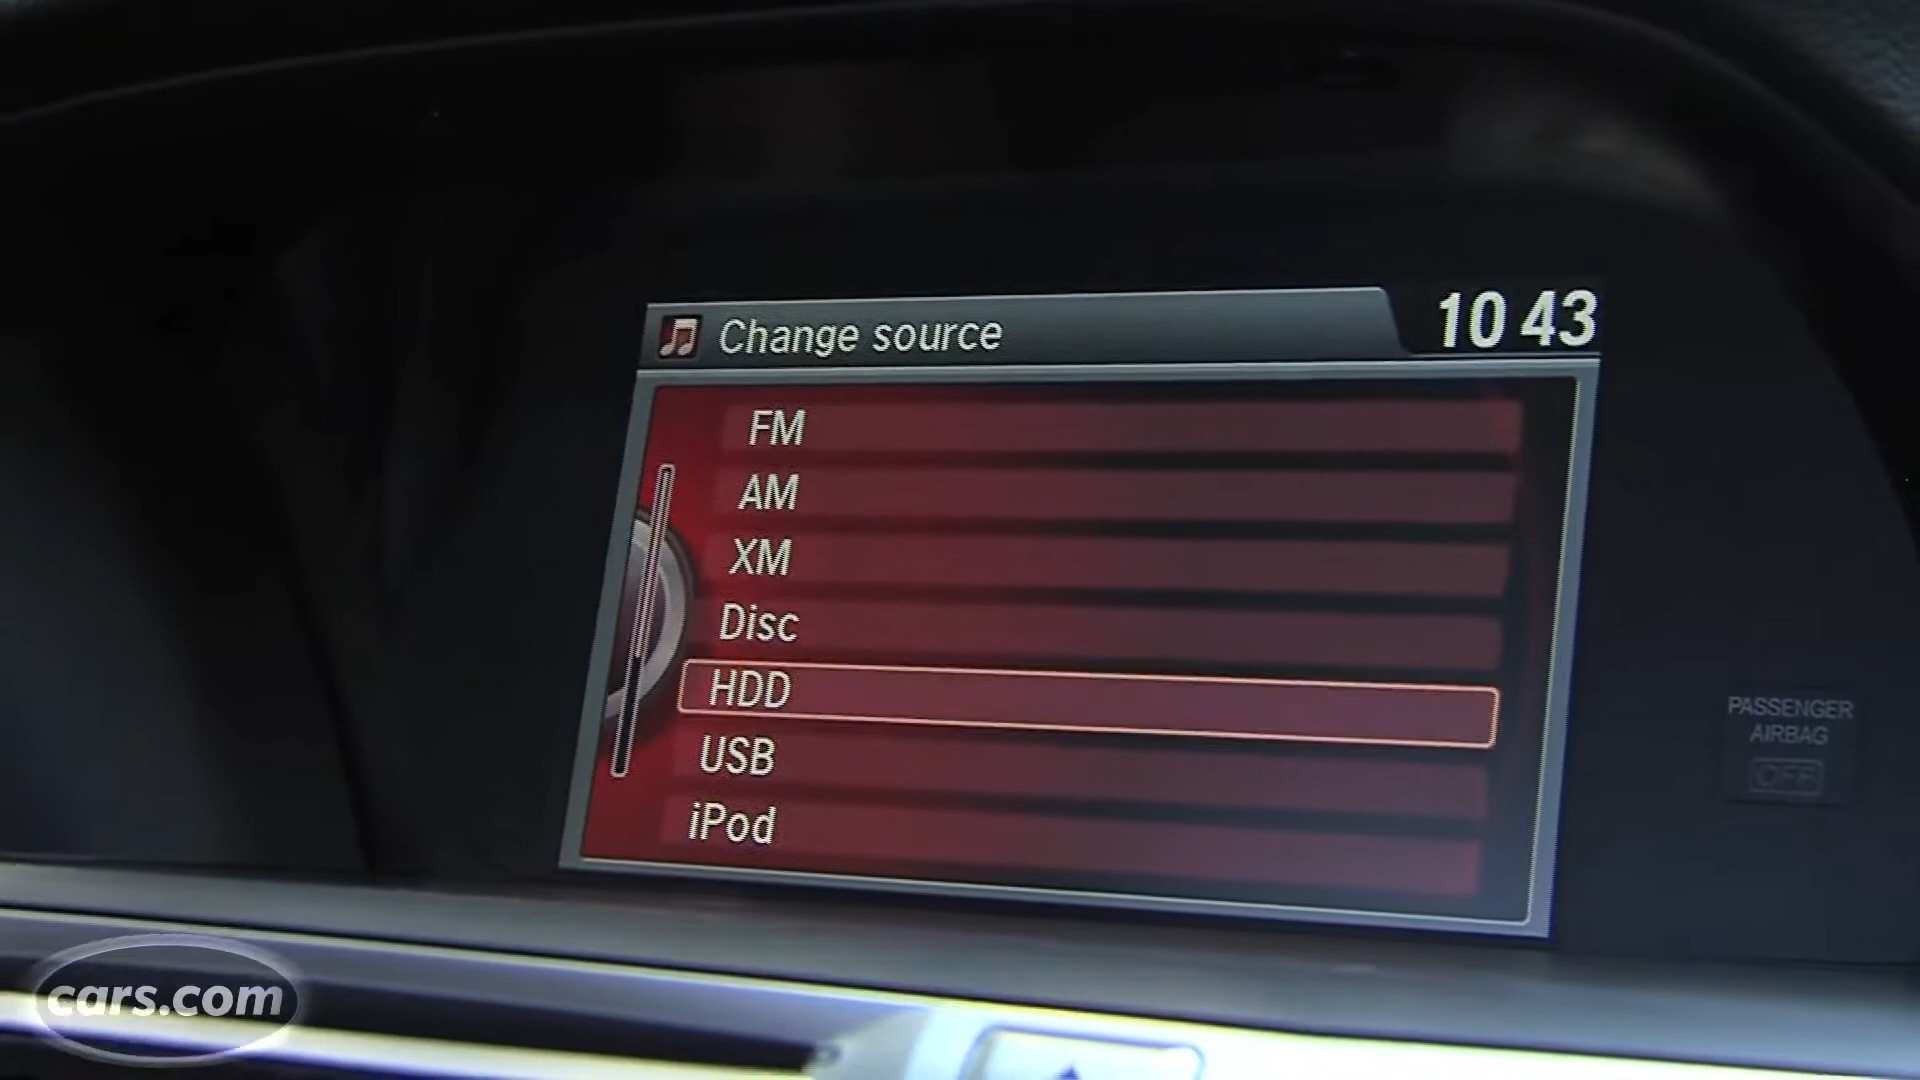 Change source
10 43
FM
AM
XM
Disc
HDD
USB
iPod
PASSENGER
AIRBAG
OFF
cars.com